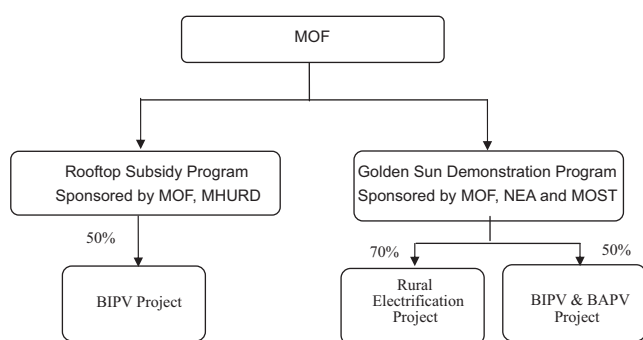 MOF
Rooftop Subsidy Program
Sponsored by MOF, MHURD
Golden Sun Demonstration Program
Sponsored by MOF, NEA and MOST
50%
70%
50%
BIPV Project
Rural
Electrification
Project
BIPV & BAPV
Project